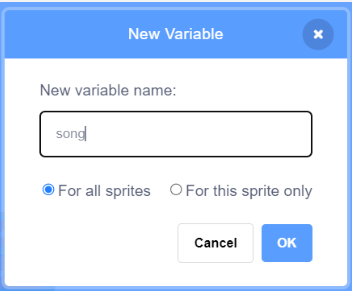 New Variable
New variable name:
song
For all sprites For this sprite only
Cancel OK